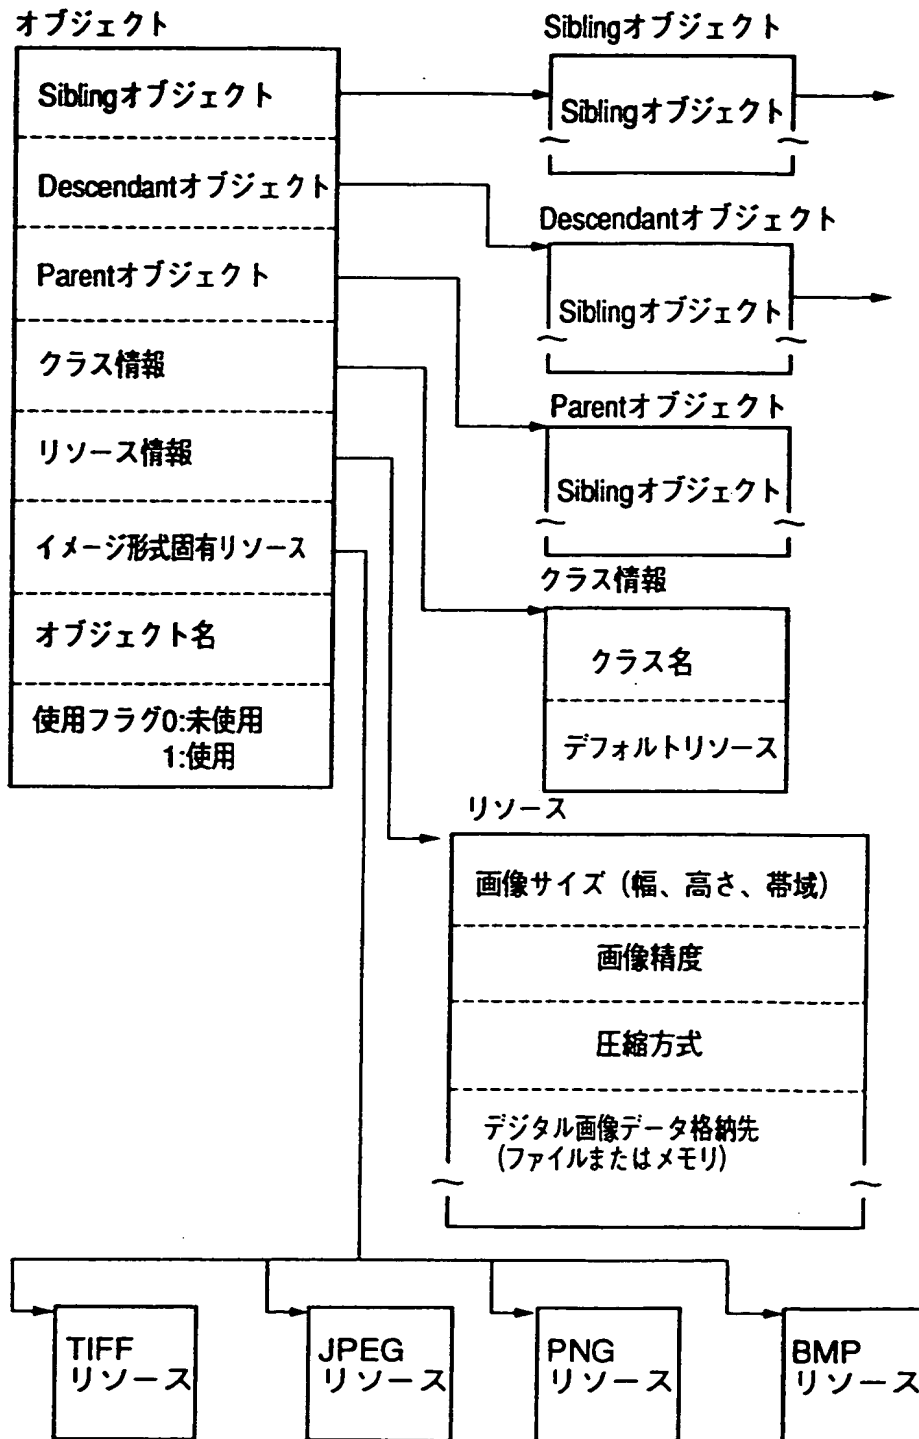 オブジェクト
Siblingオブジェクト
Descendantオブジェクト
Parentオブジェクト
クラス情報
リソース情報
イメージ形式固有リソース
オブジェクト名
使用フラグ0:未使用
1:使用
Siblingオブジェクト
Siblingオブジェクト
Descendantオブジェクト
Siblingオブジェクト
Parentオブジェクト
Siblingオブジェクト
クラス情報
クラス名
デフォルトリソース
リソース
画像サイズ（幅、高さ、帯域）
画像精度
圧縮方式
デジタル画像データ格納先
(ファイルまたはメモリ)
TIFF
リソース
JPEG
リソース
PNG
リソース
BMP
リソース